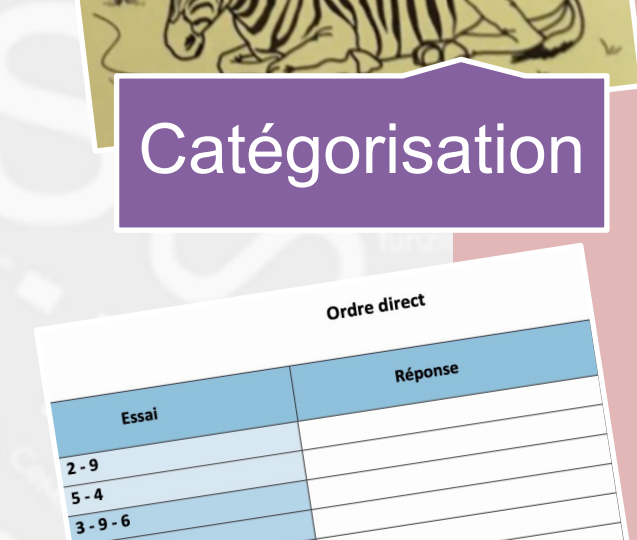 Catégorisation
Ordre direct
Essai Réponse
2 - 9
5 - 4
3 - 9 - 6